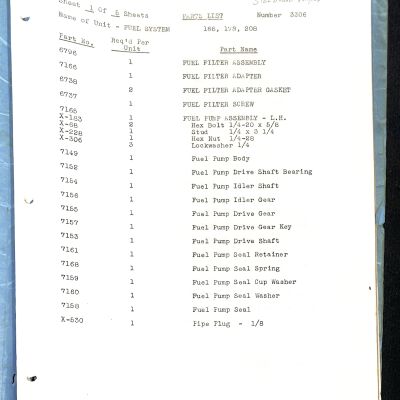 Sheet 1 Of 6 Sheets PARTS LIST Number 3306
Name of Unit - FUEL SYSTEM 168, 179, 208
Part No. Req'd Per Unit Part Name
6796 1 FUEL FILTER ASSEMBLY
7166 1 FUEL FILTER ADAPTER
6738 2 FUEL FILTER ADAPTER GASKET
6737 1 FUEL FILTER SCREW
7165 1 FUEL PUMP ASSEMBLY - L.H.
X-183 2 Hex Bolt 1/4-20 x 5/8
X-68 1 Stud 1/4 x 3 1/4
X-228 1 Hex Nut 1/4-28
X-306 3 Lockwasher 1/4
7149 1 Fuel Pump Body
7152 1 Fuel Pump Drive Shaft Bearing
7154 1 Fuel Pump Idler Shaft
7156 1 Fuel Pump Idler Gear
7155 1 Fuel Pump Drive Gear
7157 1 Fuel Pump Drive Gear Key
7153 1 Fuel Pump Drive Shaft
7161 1 Fuel Pump Seal Retainer
7168 1 Fuel Pump Seal Spring
7159 1 Fuel Pump Seal Cup Washer
7160 1 Fuel Pump Seal Washer
7158 1 Fuel Pump Seal
X-530 1 Pipe Plug - 1/8